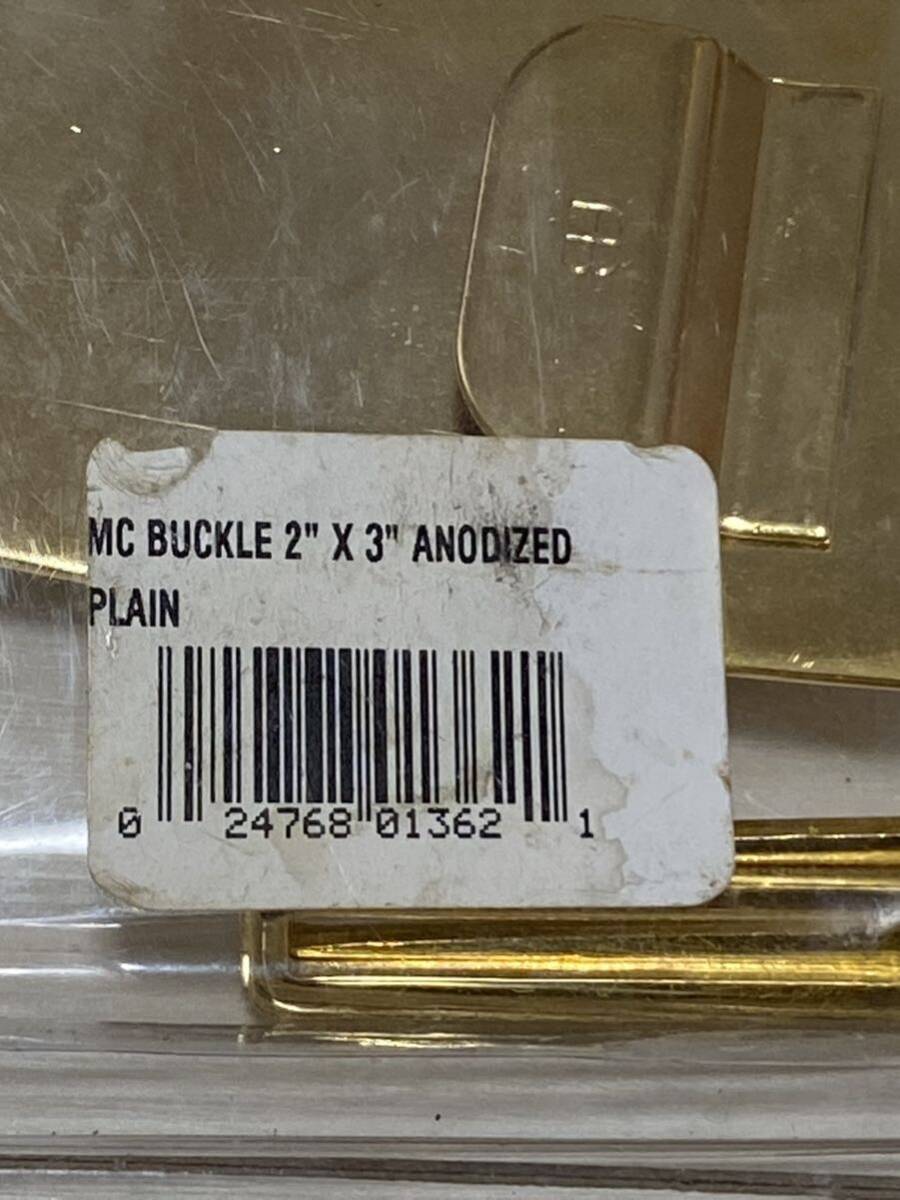 MC BUCKLE 2" X 3" ANODIZED
PLAIN
0 24768 01362 1